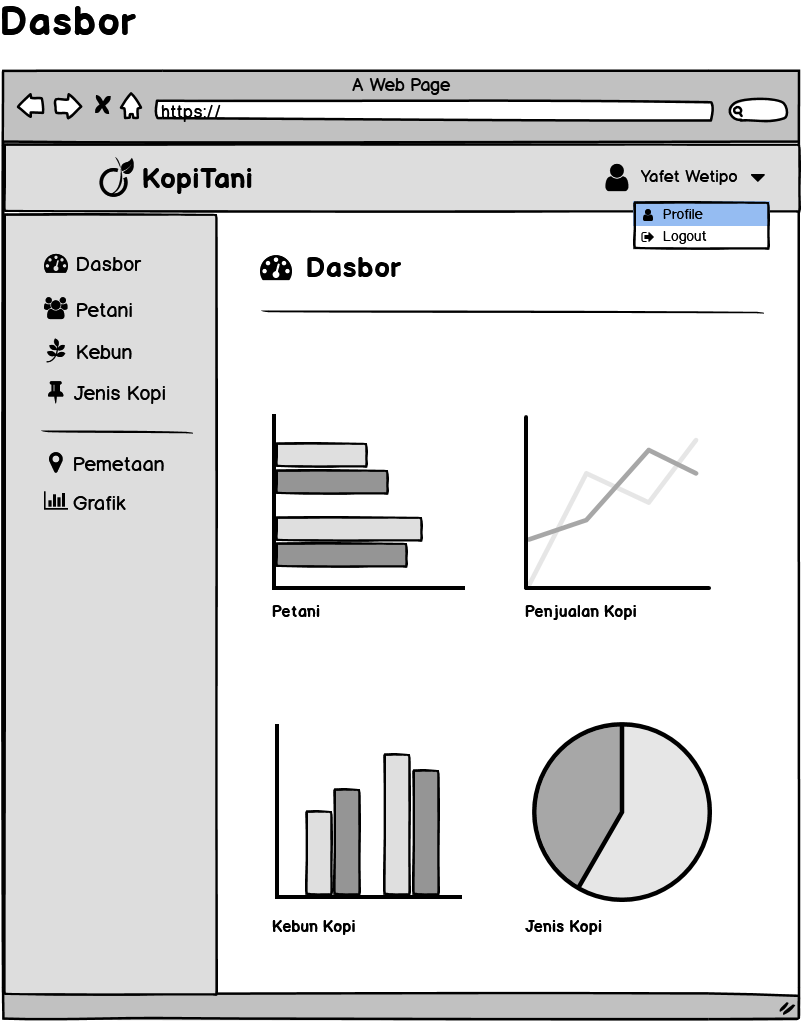 Dasbor
A Web Page
https://
KopiTani
Yafet Wetipo
Profile
Logout
Dasbor
Petani
Kebun
Jenis Kopi
Pemetaan
Grafik
Dasbor
Petani
Penjualan Kopi
Kebun Kopi
Jenis Kopi